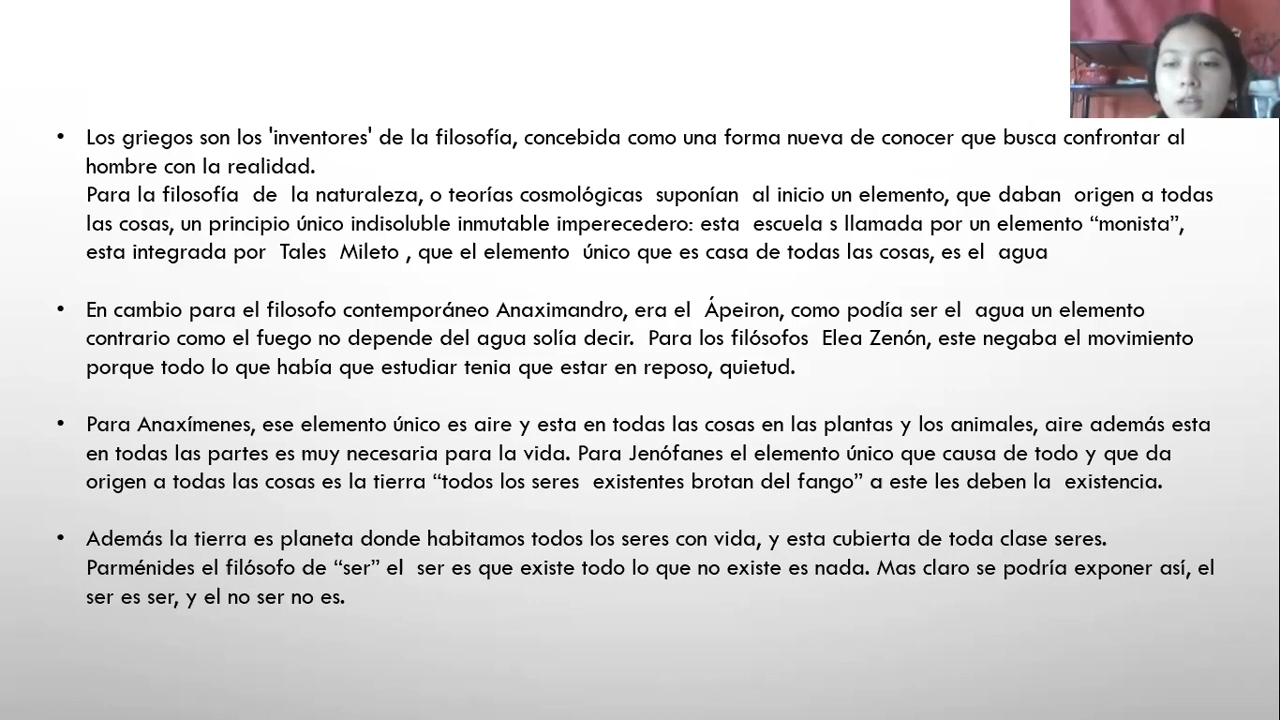 • Los griegos son los 'inventores' de la filosofía, concebida como una forma nueva de conocer que busca confrontar al
hombre con la realidad.
Para la filosofía de la naturaleza, o teorías cosmológicas suponían al inicio un elemento, que daban origen a todas
las cosas, un principio único indisoluble inmutable imperecedero: esta escuela s llamada por un elemento “monista”,
esta integrada por Tales Mileto , que el elemento único que es casa de todas las cosas, es el agua
• En cambio para el filosofo contemporáneo Anaximandro, era el Ápeiron, como podía ser el agua un elemento
contrario como el fuego no depende del agua solía decir. Para los filósofos Elea Zenón, este negaba el movimiento
porque todo lo que había que estudiar tenia que estar en reposo, quietud.
• Para Anaxímenes, ese elemento único es aire y esta en todas las cosas en las plantas y los animales, aire además esta
en todas las partes es muy necesaria para la vida. Para Jenófanes el elemento único que causa de todo y que da
origen a todas las cosas es la tierra “todos los seres existentes brotan del fango” a este les deben la existencia.
• Además la tierra es planeta donde habitamos todos los seres con vida, y esta cubierta de toda clase seres.
Parménides el filósofo de “ser” el ser es que existe todo lo que no existe es nada. Mas claro se podría exponer así, el
ser es ser, y el no ser no es.